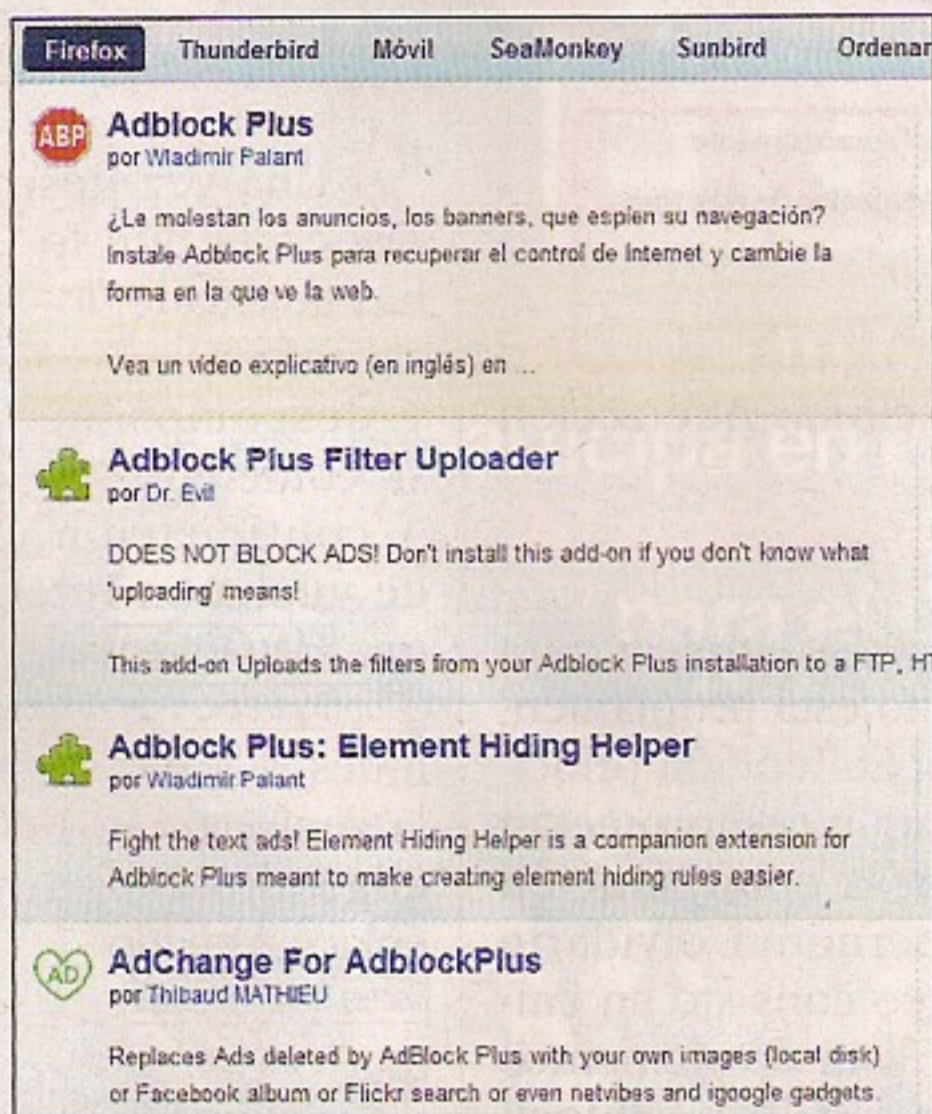 Firefox Thunderbird Móvil SeaMonkey Sunbird Ordenar
ABP
Adblock Plus
por Wladimir Palant
¿Le molestan los anuncios, los banners, que espíen su navegación?
Instale Adblock Plus para recuperar el control de Internet y cambie la
forma en la que ve la web.
Vea un vídeo explicativo (en inglés) en ...
Adblock Plus Filter Uploader
por Dr. Evil
DOES NOT BLOCK ADS! Don't install this add-on if you don't know what
'uploading' means!
This add-on Uploads the filters from your Adblock Plus installation to a FTP, HT
Adblock Plus: Element Hiding Helper
por Wladimir Palant
Fight the text ads! Element Hiding Helper is a companion extension for
Adblock Plus meant to make creating element hiding rules easier.
AD
AdChange For AdblockPlus
por Thibaud MATHIEU
Replaces Ads deleted by AdBlock Plus with your own images (local disk)
or Facebook album or Flickr search or even netvibes and igoogle gadgets.